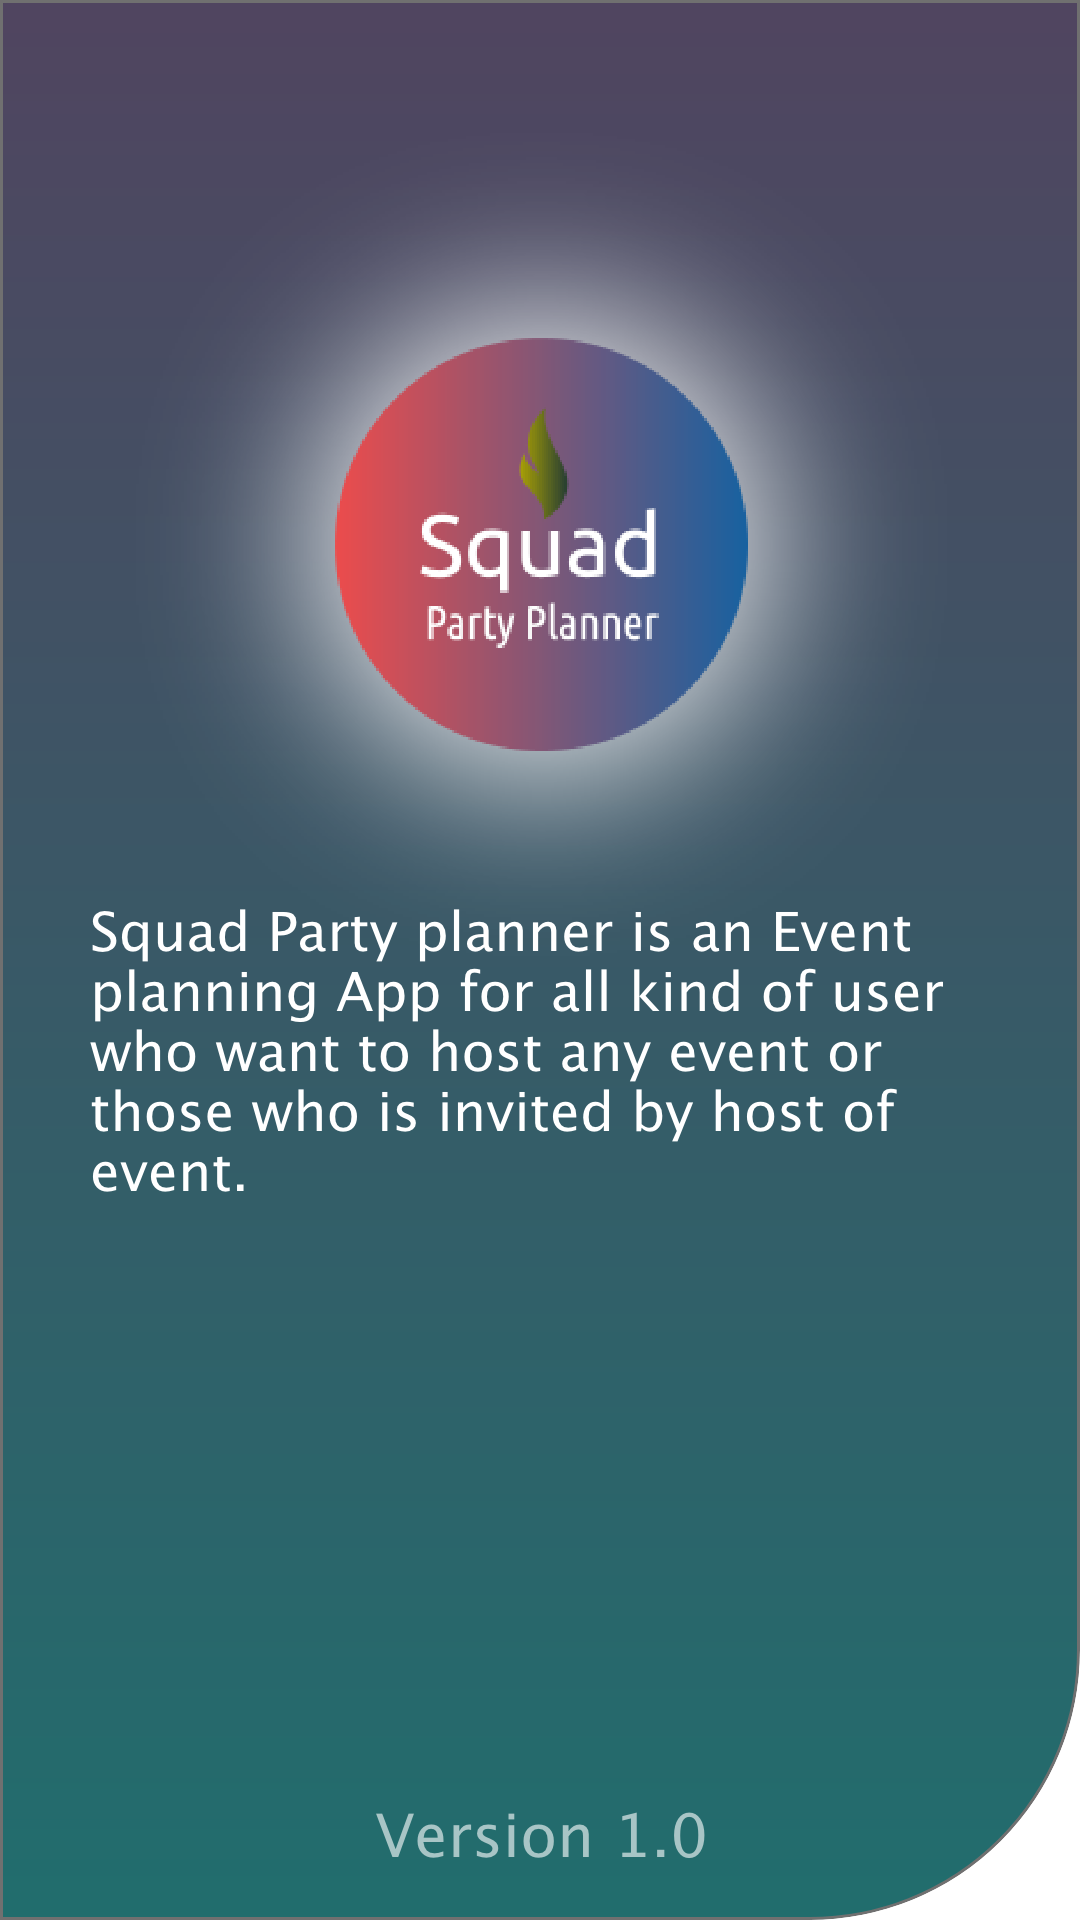 Squad
Party Planner
Squad Party planner is an Event
planning App for all kind of user
who want to host any event or
those who is invited by host of
event.
Version 1.0